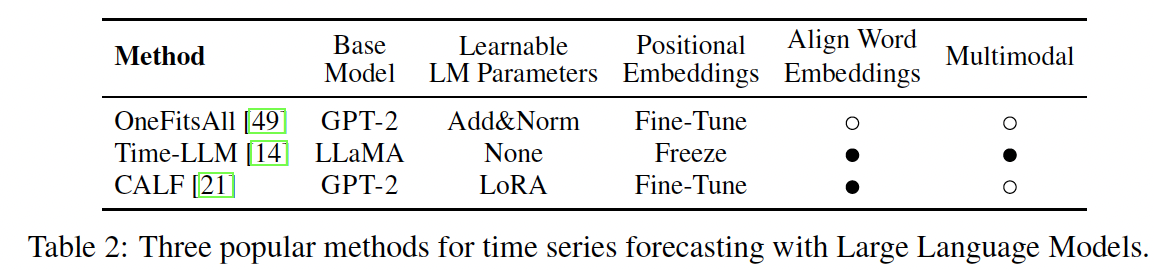 Method Base Model Learnable LM Parameters Positional Embeddings Align Word Embeddings Multimodal
OneFitsAll [49] GPT-2 Add&Norm Fine-Tune ○ ○
Time-LLM [14] LLaMA None Freeze ● ●
CALF [21] GPT-2 LoRA Fine-Tune ● ○
Table 2: Three popular methods for time series forecasting with Large Language Models.